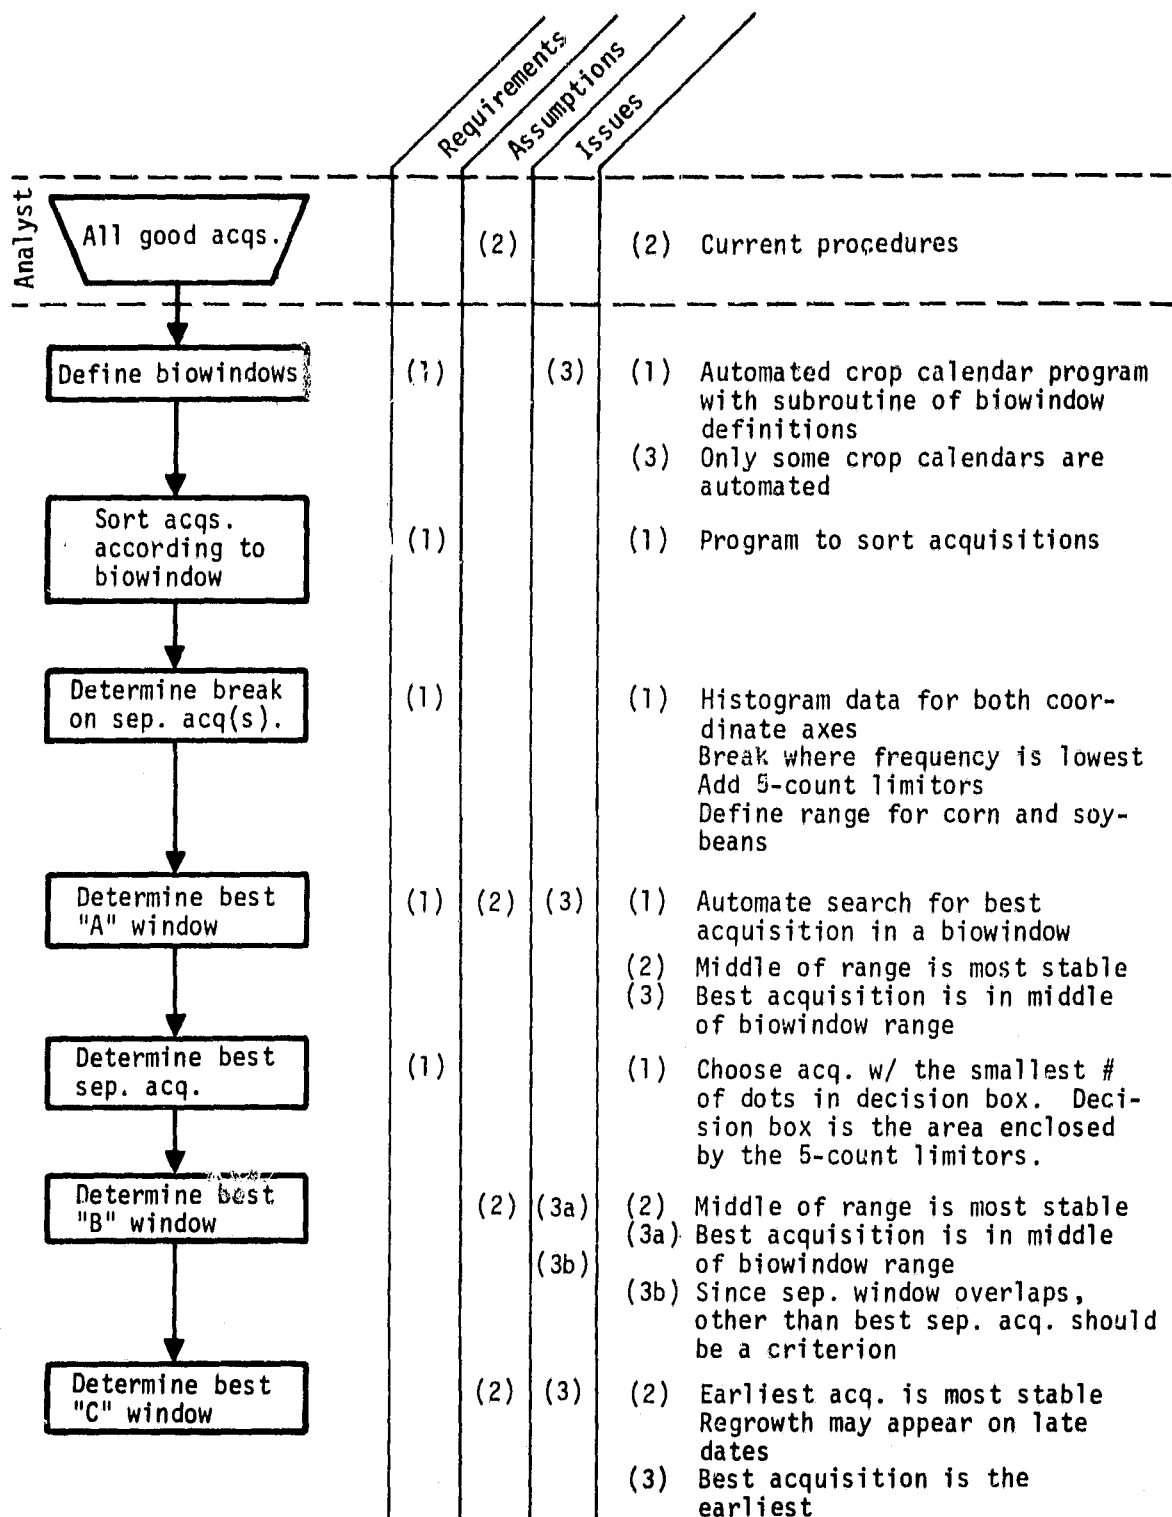 Requirements
Assumptions
Issues
Analyst
All good acqs.
(2)
(2) Current procedures
Define biowindows
(1)
(3)
(1) Automated crop calendar program
with subroutine of biowindow
definitions
(3) Only some crop calendars are
automated
Sort acqs.
according to
biowindow
(1)
(1) Program to sort acquisitions
Determine break
on sep. acq(s).
(1)
(1) Histogram data for both coor-
dinate axes
Break where frequency is lowest
Add 5-count limitors
Define range for corn and soy-
beans
Determine best
"A" window
(1)
(2)
(3)
(1) Automate search for best
acquisition in a biowindow
(2) Middle of range is most stable
(3) Best acquisition is in middle
of biowindow range
Determine best
sep. acq.
(1)
(1) Choose acq. w/ the smallest #
of dots in decision box. Deci-
sion box is the area enclosed
by the 5-count limitors.
Determine best
"B" window
(2)
(3a)
(3b)
(2) Middle of range is most stable
(3a) Best acquisition is in middle
of biowindow range
(3b) Since sep. window overlaps,
other than best sep. acq. should
be a criterion
Determine best
"C" window
(2)
(3)
(2) Earliest acq. is most stable
Regrowth may appear on late
dates
(3) Best acquisition is the
earliest